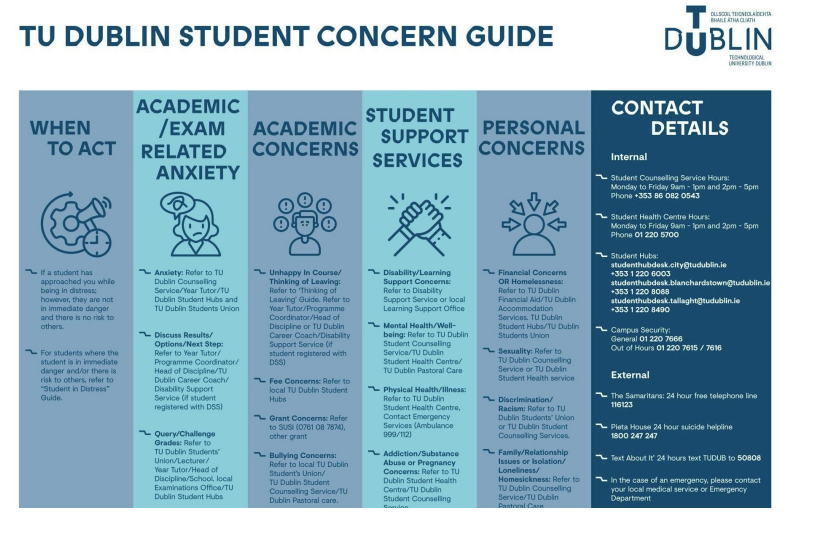 TU DUBLIN STUDENT CONCERN GUIDE
OLLSCOIL TEICNEOLAÍOCHTA
BHAILE ÁTHA CLIATH
TU DUBLIN
TECHNOLOGICAL
UNIVERSITY DUBLIN
WHEN
TO ACT
If a student has
approached you while
being in distress;
however, they are not
in immediate danger
and there is no risk to
others.
For students where the
student is in immediate
danger and/or there is
risk to others, refer to
"Student in Distress"
Guide.
ACADEMIC
/EXAM
RELATED
ANXIETY
Anxiety: Refer to TU
Dublin Counselling
Service/Year Tutor/TU
Dublin Student Hubs and
TU Dublin Students Union
Discuss Results/
Options/Next Step:
Refer to Year Tutor/
Programme Coordinator/
Head of Discipline/TU
Dublin Career Coach/
Disability Support
Service (if student
registered with DSS)
Query/Challenge
Grades: Refer to
TU Dublin Students'
Union/Lecturer/
Year Tutor/Head of
Discipline/School. local
Examinations Office/TU
Dublin Student Hubs
ACADEMIC
CONCERNS
Unhappy In Course/
Thinking of Leaving:
Refer to 'Thinking of
Leaving' Guide. Refer to
Year Tutor/Programme
Coordinator/Head of
Discipline or TU Dublin
Career Coach/Disability
Support Service (if
student registered with
DSS)
Fee Concerns: Refer to
local TU Dublin Student
Hubs
Grant Concerns: Refer
to SUSI (0761 08 7874),
other grant
Bullying Concerns:
Refer to local TU Dublin
Student's Union/
TU Dublin Student
Counselling Service/TU
Dublin Pastoral care.
STUDENT
SUPPORT
SERVICES
Disability/Learning
Support Concerns:
Refer to Disability
Support Service or local
Learning Support Office
Mental Health/Well-
being: Refer to TU
Dublin Student
Counselling
Service/TU Dublin
Student Health Centre/
TU Dublin Pastoral Care
Physical Health/Illness:
Refer to TU Dublin
Student Health Centre,
Contact Emergency
Services (Ambulance
999/112)
Addiction/Substance
Abuse or Pregnancy
Concerns: Refer to TU
Dublin Student Health
Centre/TU Dublin
Student Counselling
Service
PERSONAL
CONCERNS
Financial Concerns
OR Homelessness:
Refer to TU Dublin
Financial Aid/TU Dublin
Accommodation
Services. TU Dublin
Student Hubs/TU Dublin
Students Union
Sexuality: Refer to
TU Dublin Counselling
Service or TU Dublin
Student Health service
Discrimination/
Racism: Refer to TU
Dublin Students' Union
or TU Dublin Student
Counselling Services.
Family/Relationship
Issues or Isolation/
Loneliness/
Homesickness: Refer to
TU Dublin Counselling
Service/TU Dublin
Pastoral Care
CONTACT
DETAILS
Internal
Student Counselling Service Hours:
Monday to Friday 9am - 1pm and 2pm - 5pm
Phone +353 86 082 0543
Student Health Centre Hours:
Monday to Friday 9am - 1pm and 2pm - 5pm
Phone 01 220 5700
Student Hubs:
studenthubdesk.city@tudublin.ie
+353 1 220 6003
studenthubdesk.blanchardstown@tudublin.ie
+353 1 220 8088
studenthubdesk.tallaght@tudublin.ie
+353 1 220 8490
Campus Security:
General 01 220 7666
Out of Hours 01 220 7615 / 7616
External
The Samaritans: 24 hour free telephone line
116123
Pieta House 24 hour suicide helpline
1800 247 247
Text About It' 24 hours text TUDUB to 50808
In the case of an emergency, please contact
your local medical service or Emergency
Department